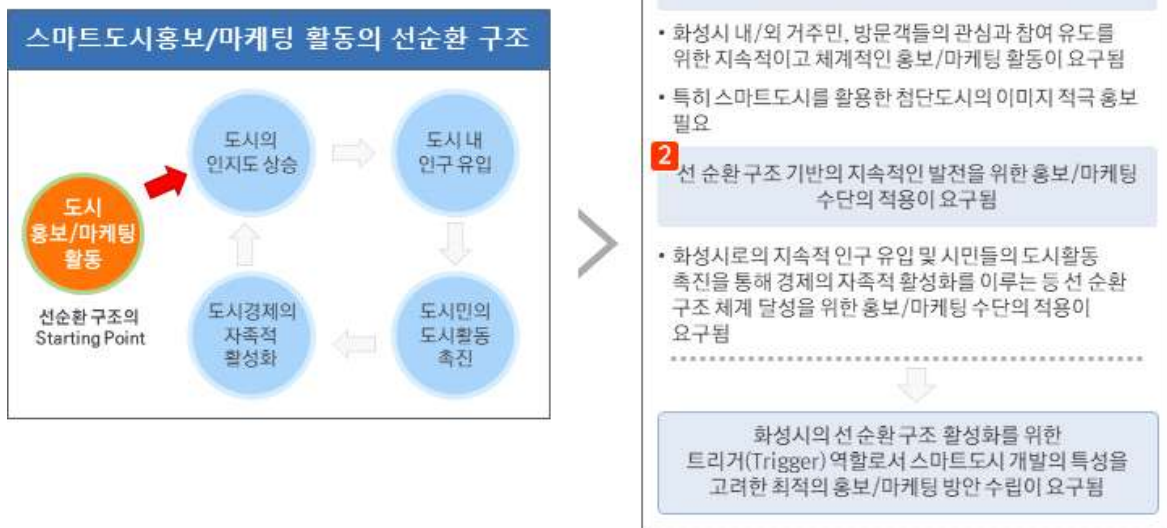 스마트도시홍보/마케팅 활동의 선순환 구조
도시의
인지도 상승
도시 내
인구 유입
도시
홍보/마케팅
활동
선순환 구조의
Starting Point
도시경제의
자족적
활성화
도시민의
도시활동
촉진
• 화성시 내/외 거주민, 방문객들의 관심과 참여 유도를
위한 지속적이고 체계적인 홍보/마케팅 활동이 요구됨
• 특히 스마트도시를 활용한 첨단도시의 이미지 적극 홍보
필요
2
선 순환 구조 기반의 지속적인 발전을 위한 홍보/마케팅
수단의 적용이 요구됨
• 화성시로의 지속적 인구 유입 및 시민들의 도시활동
촉진을 통해 경제의 자족적 활성화를 이루는 등 선 순환
구조 체계 달성을 위한 홍보/마케팅 수단의 적용이
요구됨
화성시의 선 순환 구조 활성화를 위한
트리거(Trigger) 역할로서 스마트도시 개발의 특성을
고려한 최적의 홍보/마케팅 방안 수립이 요구됨